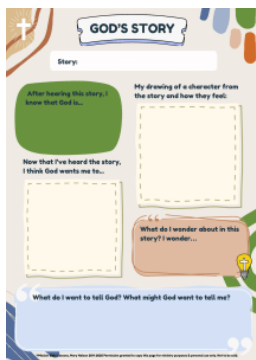 GOD'S STORY
Story:
After hearing this story, I
know that God is...
My drawing of a character from
the story and how they feel:
Now that I've heard the story,
I think God wants me to...
What do I wonder about in this
story? I wonder...
What do I want to tell God? What might God want to tell me?